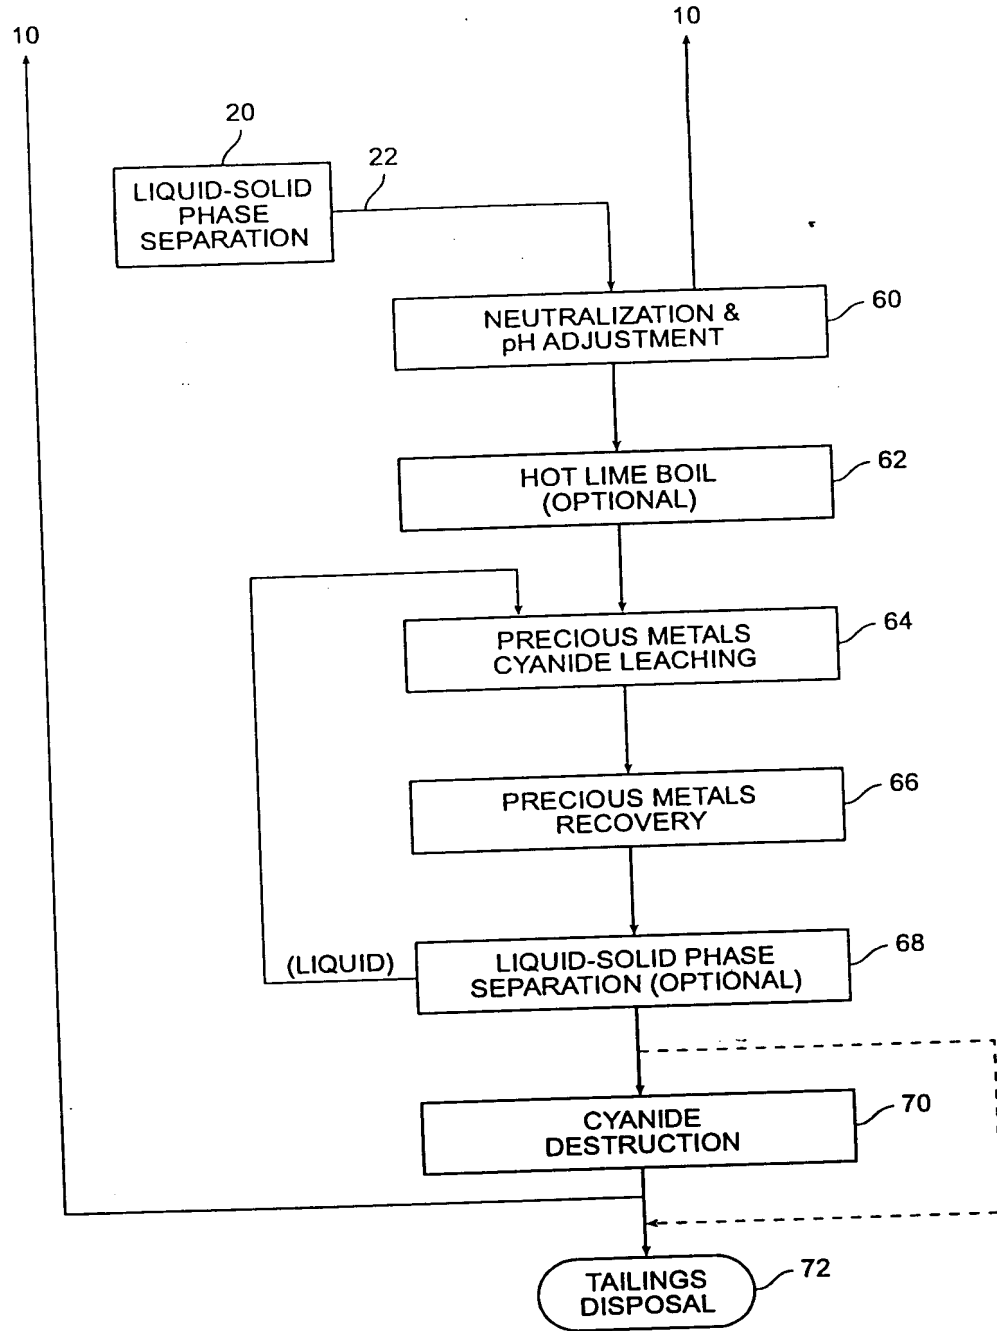 10
10
20
22
LIQUID-SOLID
PHASE
SEPARATION
NEUTRALIZATION &
pH ADJUSTMENT
60
HOT LIME BOIL
(OPTIONAL)
62
PRECIOUS METALS
CYANIDE LEACHING
64
PRECIOUS METALS
RECOVERY
66
(LIQUID)
LIQUID-SOLID PHASE
SEPARATION (OPTIONAL)
68
CYANIDE
DESTRUCTION
70
TAILINGS
DISPOSAL
72